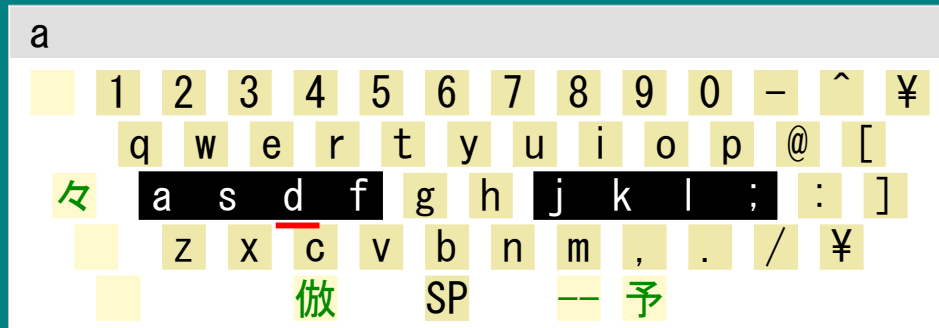 a
1 2 3 4 5 6 7 8 9 0 - ^ ¥
q w e r t y u i o p @ [
々 a s d f g h j k l ; : ]
z x c v b n m , . / ¥
倣 SP -- 予